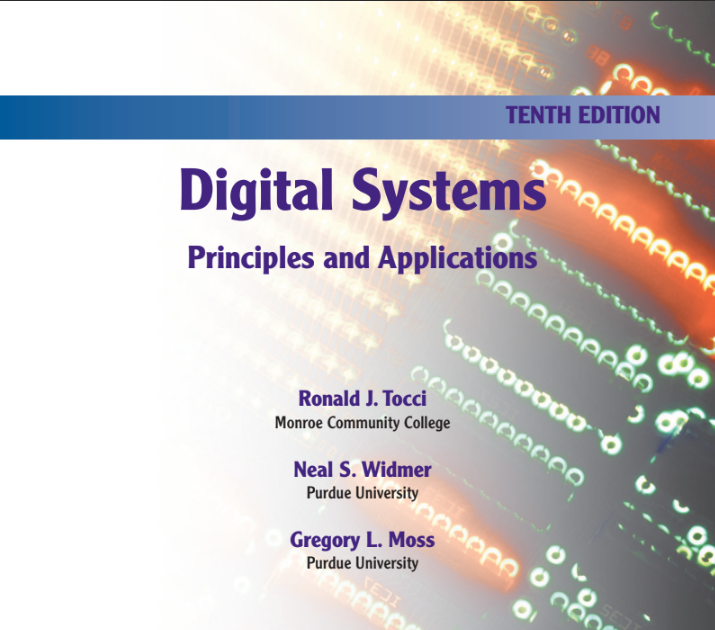 TENTH EDITION
Digital Systems
Principles and Applications
Ronald J. Tocci
Monroe Community College
Neal S. Widmer
Purdue University
Gregory L. Moss
Purdue University